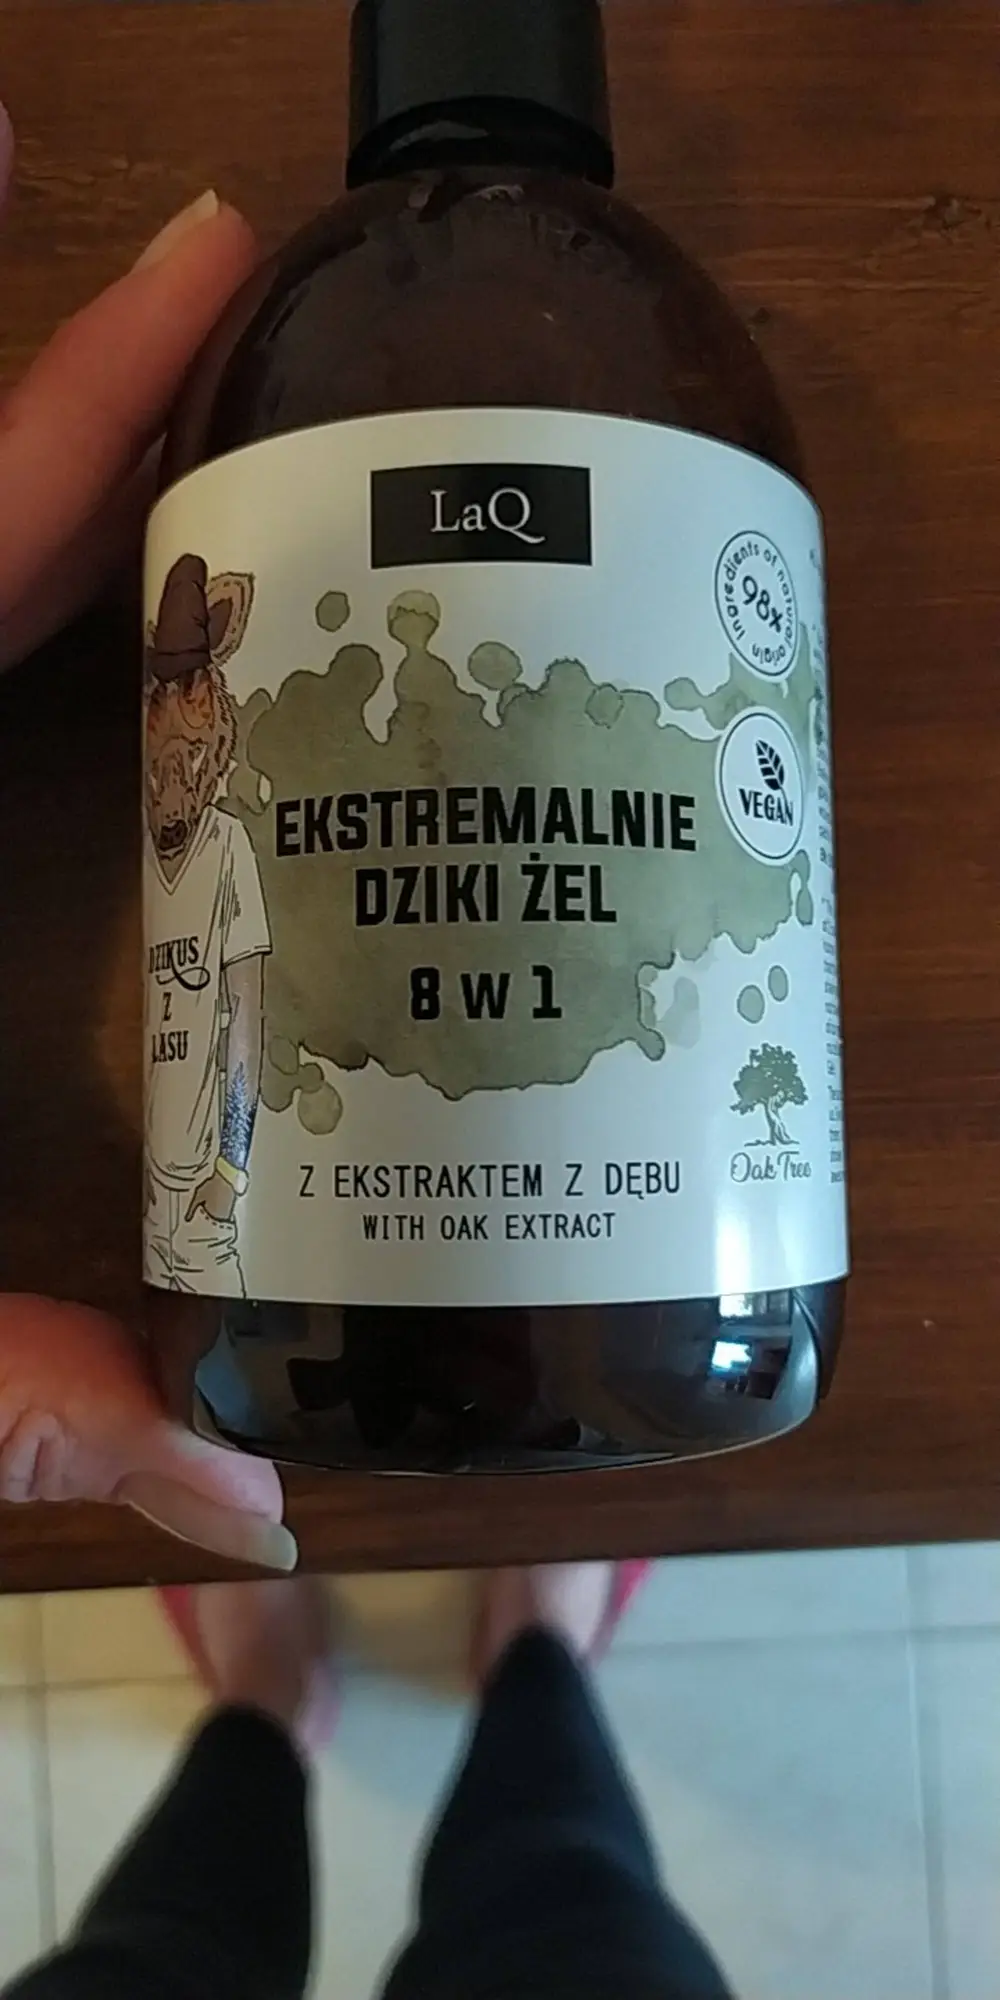 LaQ
Ingredients of natural origin
98%
VEGAN
EKSTREMALNIE
DZIKI ŻEL
8 W 1
DZIKUS
Z
LASU
Oak Tree
Z EKSTRAKTEM Z DĘBU
WITH OAK EXTRACT